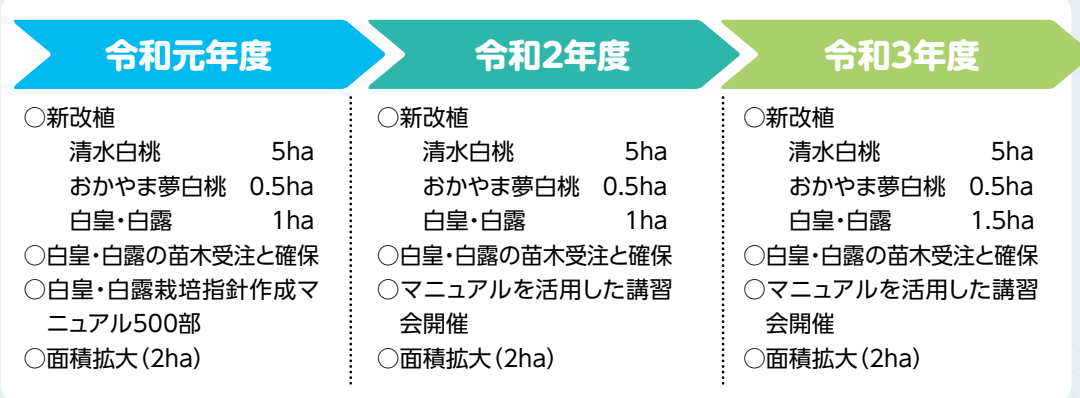 令和元年度
○新改植
清水白桃 5ha
おかやま夢白桃 0.5ha
白皇・白露 1ha
○白皇・白露の苗木受注と確保
○白皇・白露栽培指針作成マ
ニュアル500部
○面積拡大(2ha)
令和2年度
○新改植
清水白桃 5ha
おかやま夢白桃 0.5ha
白皇・白露 1ha
○白皇・白露の苗木受注と確保
○マニュアルを活用した講習
会開催
○面積拡大(2ha)
令和3年度
○新改植
清水白桃 5ha
おかやま夢白桃 0.5ha
白皇・白露 1.5ha
○白皇・白露の苗木受注と確保
○マニュアルを活用した講習
会開催
○面積拡大(2ha)